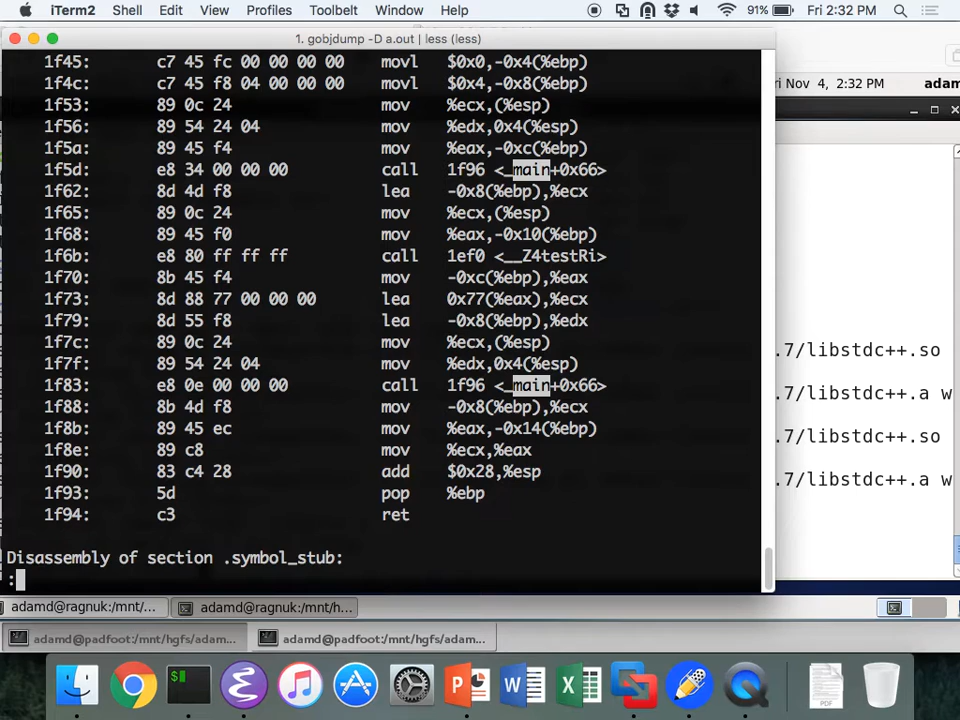 iTerm2 Shell Edit View Profiles Toolbelt Window Help 91% Fri 2:32 PM
1. gobjdump -D a.out | less (less)
ri Nov 4, 2:32 PM adam
1f45: c7 45 fc 00 00 00 00 movl $0x0,-0x4(%ebp)
1f4c: c7 45 f8 04 00 00 00 movl $0x4,-0x8(%ebp)
1f53: 89 0c 24 mov %ecx,(%esp)
1f56: 89 54 24 04 mov %edx,0x4(%esp)
1f5a: 89 45 f4 mov %eax,-0xc(%ebp)
1f5d: e8 34 00 00 00 call 1f96 <_main+0x66>
1f62: 8d 4d f8 lea -0x8(%ebp),%ecx
1f65: 89 0c 24 mov %ecx,(%esp)
1f68: 89 45 f0 mov %eax,-0x10(%ebp)
1f6b: e8 80 ff ff ff call 1ef0 <__Z4testRi>
1f70: 8b 45 f4 mov -0xc(%ebp),%eax
1f73: 8d 88 77 00 00 00 lea 0x77(%eax),%ecx
1f79: 8d 55 f8 lea -0x8(%ebp),%edx
1f7c: 89 0c 24 mov %ecx,(%esp)
1f7f: 89 54 24 04 mov %edx,0x4(%esp)
1f83: e8 0e 00 00 00 call 1f96 <_main+0x66>
1f88: 8b 4d f8 mov -0x8(%ebp),%ecx
1f8b: 89 45 ec mov %eax,-0x14(%ebp)
1f8e: 89 c8 mov %ecx,%eax
1f90: 83 c4 28 add $0x28,%esp
1f93: 5d pop %ebp
1f94: c3 ret
Disassembly of section .symbol_stub:
:
.7/libstdc++.so
.7/libstdc++.a w
.7/libstdc++.so
.7/libstdc++.a w
adamd@ragnuk:/mnt/... adamd@ragnuk:/mnt/h...
adamd@padfoot:/mnt/hgfs/adam... adamd@padfoot:/mnt/hgfs/adam...